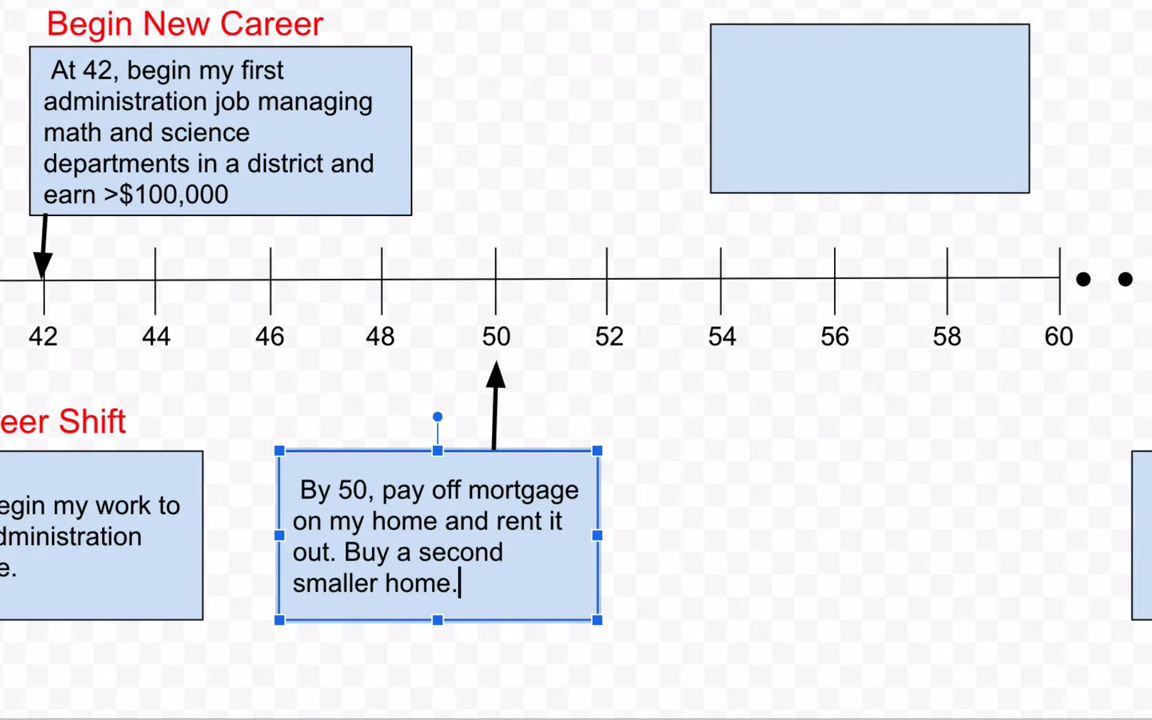 Begin New Career
At 42, begin my first
administration job managing
math and science
departments in a district and
earn >$100,000
42 44 46 48 50 52 54 56 58 60
eer Shift
egin my work to
dministration
e.
By 50, pay off mortgage
on my home and rent it
out. Buy a second
smaller home.